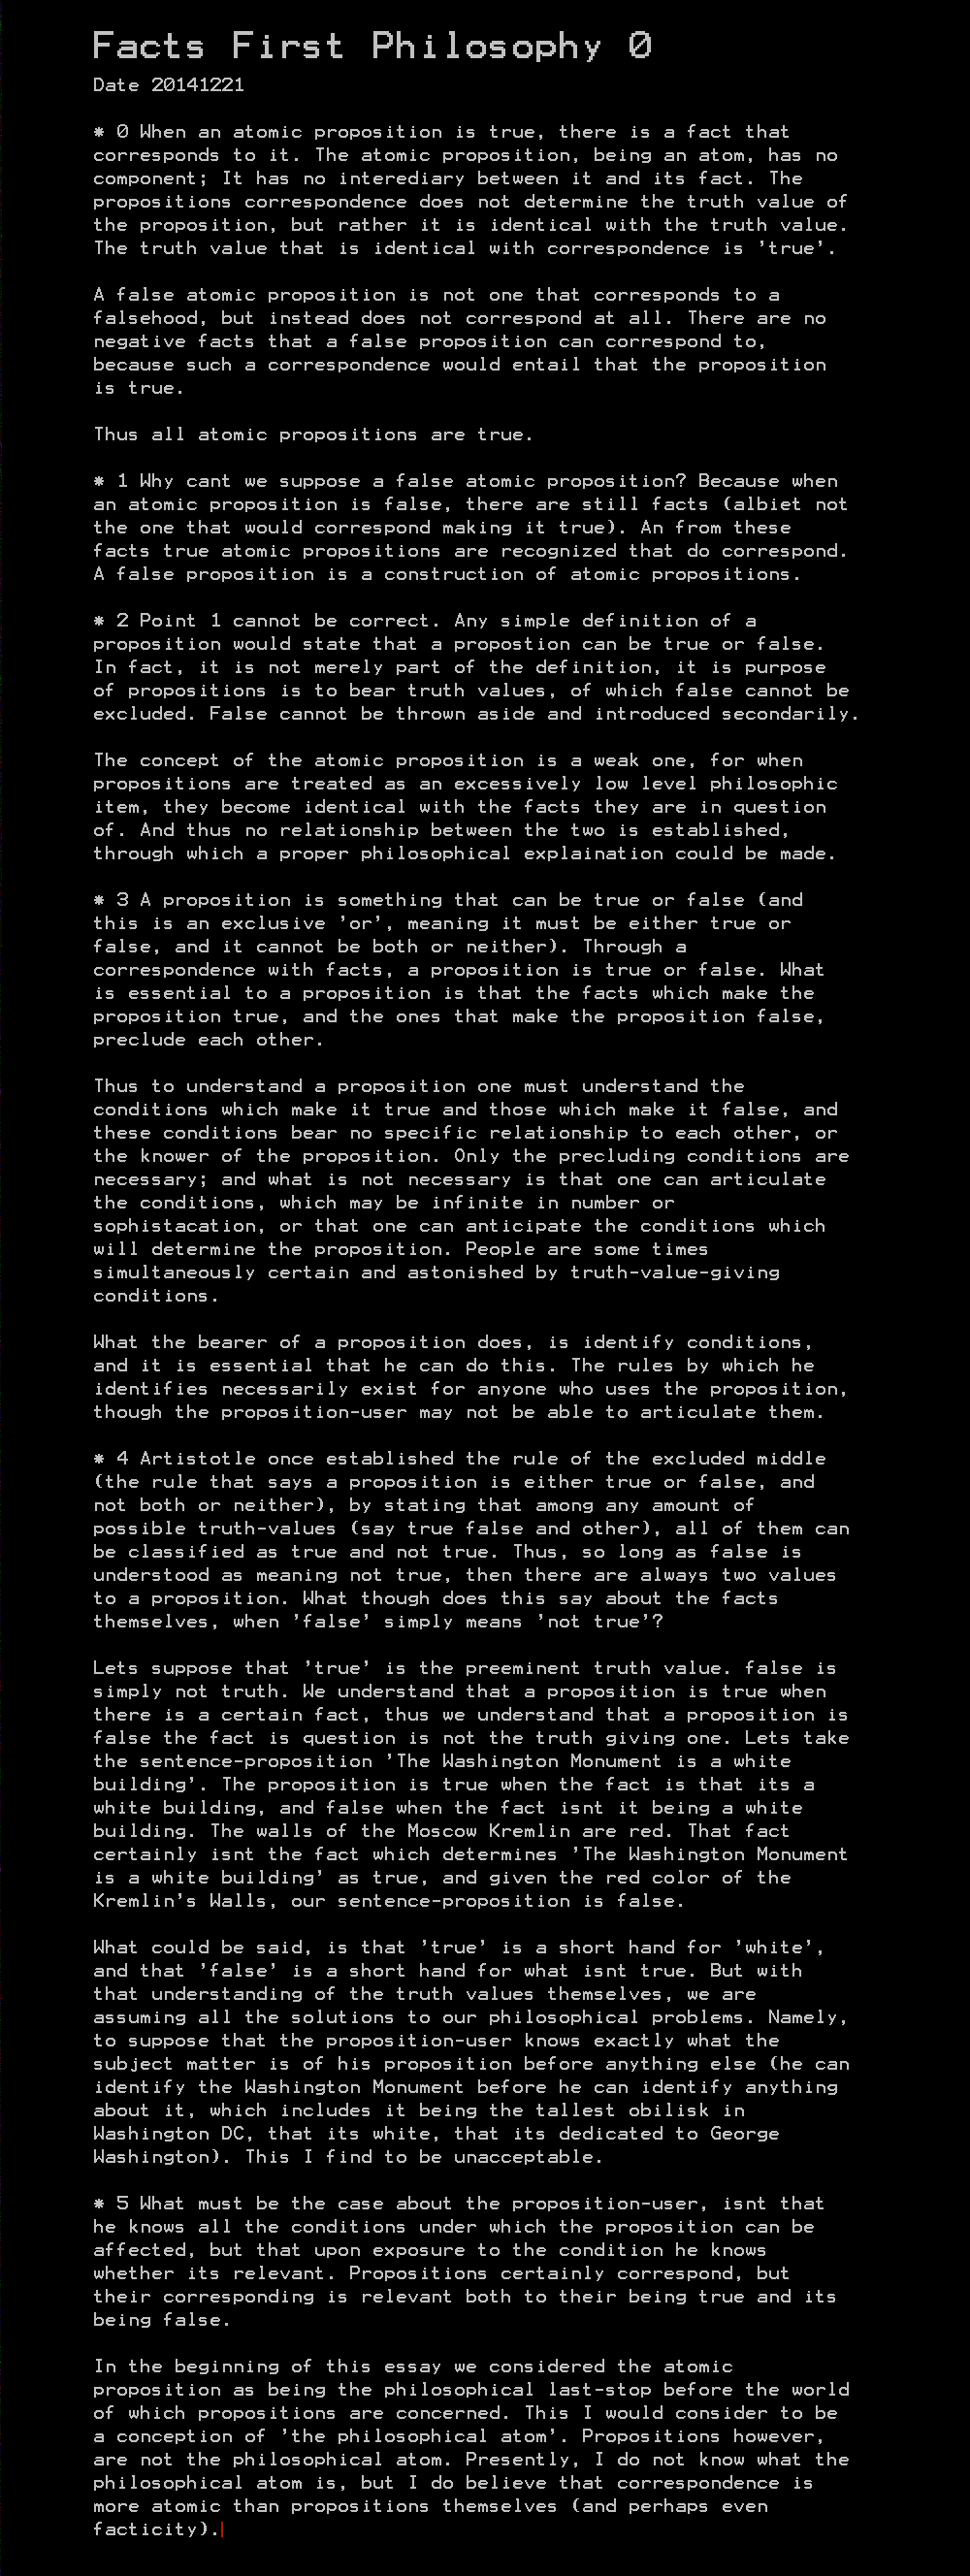 Facts First Philosophy 0
Date 20141221
* 0 When an atomic proposition is true, there is a fact that
corresponds to it. The atomic proposition, being an atom, has no
component; It has no interediary between it and its fact. The
propositions correspondence does not determine the truth value of
the proposition, but rather it is identical with the truth value.
The truth value that is identical with correspondence is 'true'.
A false atomic proposition is not one that corresponds to a
falsehood, but instead does not correspond at all. There are no
negative facts that a false proposition can correspond to,
because such a correspondence would entail that the proposition
is true.
Thus all atomic propositions are true.
* 1 Why cant we suppose a false atomic proposition? Because when
an atomic proposition is false, there are still facts (albiet not
the one that would correspond making it true). An from these
facts true atomic propositions are recognized that do correspond.
A false proposition is a construction of atomic propositions.
* 2 Point 1 cannot be correct. Any simple definition of a
proposition would state that a propostion can be true or false.
In fact, it is not merely part of the definition, it is purpose
of propositions is to bear truth values, of which false cannot be
excluded. False cannot be thrown aside and introduced secondarily.
The concept of the atomic proposition is a weak one, for when
propositions are treated as an excessively low level philosophic
item, they become identical with the facts they are in question
of. And thus no relationship between the two is established,
through which a proper philosophical explaination could be made.
* 3 A proposition is something that can be true or false (and
this is an exclusive 'or', meaning it must be either true or
false, and it cannot be both or neither). Through a
correspondence with facts, a proposition is true or false. What
is essential to a proposition is that the facts which make the
proposition true, and the ones that make the proposition false,
preclude each other.
Thus to understand a proposition one must understand the
conditions which make it true and those which make it false, and
these conditions bear no specific relationship to each other, or
the knower of the proposition. Only the precluding conditions are
necessary; and what is not necessary is that one can articulate
the conditions, which may be infinite in number or
sophistacation, or that one can anticipate the conditions which
will determine the proposition. People are some times
simultaneously certain and astonished by truth-value-giving
conditions.
What the bearer of a proposition does, is identify conditions,
and it is essential that he can do this. The rules by which he
identifies necessarily exist for anyone who uses the proposition,
though the proposition-user may not be able to articulate them.
* 4 Artistotle once established the rule of the excluded middle
(the rule that says a proposition is either true or false, and
not both or neither), by stating that among any amount of
possible truth-values (say true false and other), all of them can
be classified as true and not true. Thus, so long as false is
understood as meaning not true, then there are always two values
to a proposition. What though does this say about the facts
themselves, when 'false' simply means 'not true'?
Lets suppose that 'true' is the preeminent truth value. false is
simply not truth. We understand that a proposition is true when
there is a certain fact, thus we understand that a proposition is
false the fact is question is not the truth giving one. Lets take
the sentence-proposition 'The Washington Monument is a white
building'. The proposition is true when the fact is that its a
white building, and false when the fact isnt it being a white
building. The walls of the Moscow Kremlin are red. That fact
certainly isnt the fact which determines 'The Washington Monument
is a white building' as true, and given the red color of the
Kremlin's Walls, our sentence-proposition is false.
What could be said, is that 'true' is a short hand for 'white',
and that 'false' is a short hand for what isnt true. But with
that understanding of the truth values themselves, we are
assuming all the solutions to our philosophical problems. Namely,
to suppose that the proposition-user knows exactly what the
subject matter is of his proposition before anything else (he can
identify the Washington Monument before he can identify anything
about it, which includes it being the tallest obilisk in
Washington DC, that its white, that its dedicated to George
Washington). This I find to be unacceptable.
* 5 What must be the case about the proposition-user, isnt that
he knows all the conditions under which the proposition can be
affected, but that upon exposure to the condition he knows
whether its relevant. Propositions certainly correspond, but
their corresponding is relevant both to their being true and its
being false.
In the beginning of this essay we considered the atomic
proposition as being the philosophical last-stop before the world
of which propositions are concerned. This I would consider to be
a conception of 'the philosophical atom'. Propositions however,
are not the philosophical atom. Presently, I do not know what the
philosophical atom is, but I do believe that correspondence is
more atomic than propositions themselves (and perhaps even
facticity).